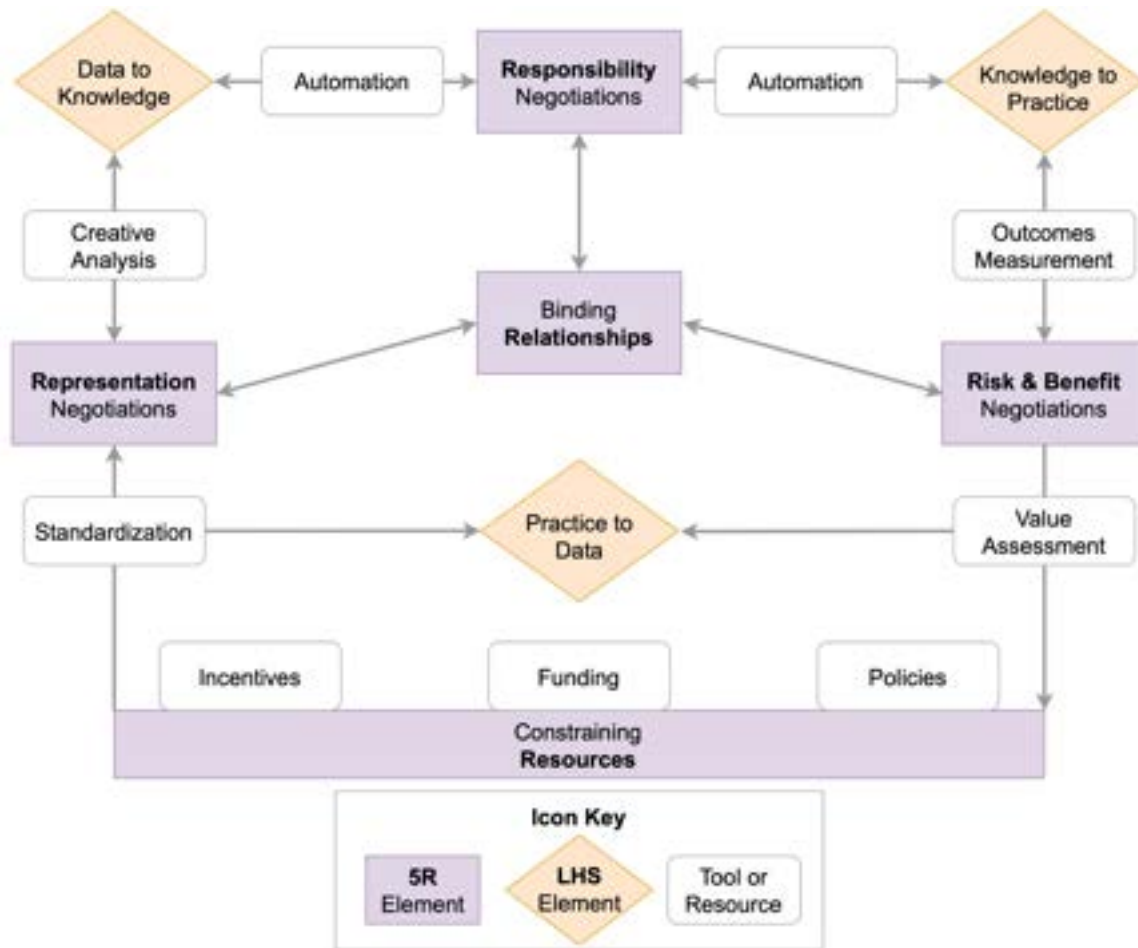 Data to
Knowledge
Automation
Responsibility
Negotiations
Automation
Knowledge to
Practice
Creative
Analysis
Outcomes
Measurement
Binding
Relationships
Representation
Negotiations
Risk & Benefit
Negotiations
Standardization
Practice to
Data
Value
Assessment
Incentives
Funding
Policies
Constraining
Resources
Icon Key
5R
Element
LHS
Element
Tool or
Resource